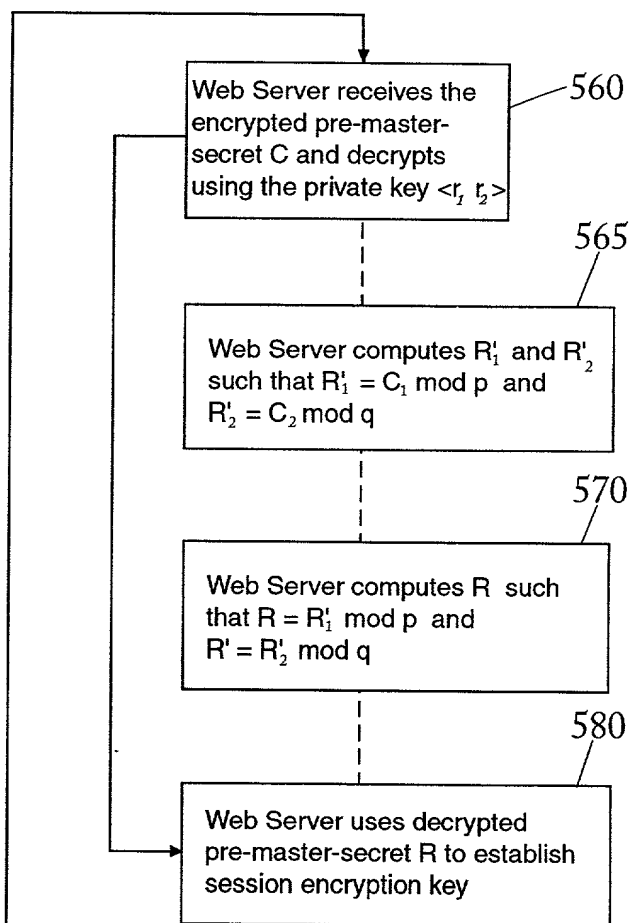 Web Server receives the
encrypted pre-master-
secret C and decrypts
using the private key <r₁ r₂>
560
565
Web Server computes R'₁ and R'₂
such that R'₁ = C₁ mod p and
R'₂ = C₂ mod q
570
Web Server computes R such
that R = R'₁ mod p and
R' = R'₂ mod q
580
Web Server uses decrypted
pre-master-secret R to establish
session encryption key